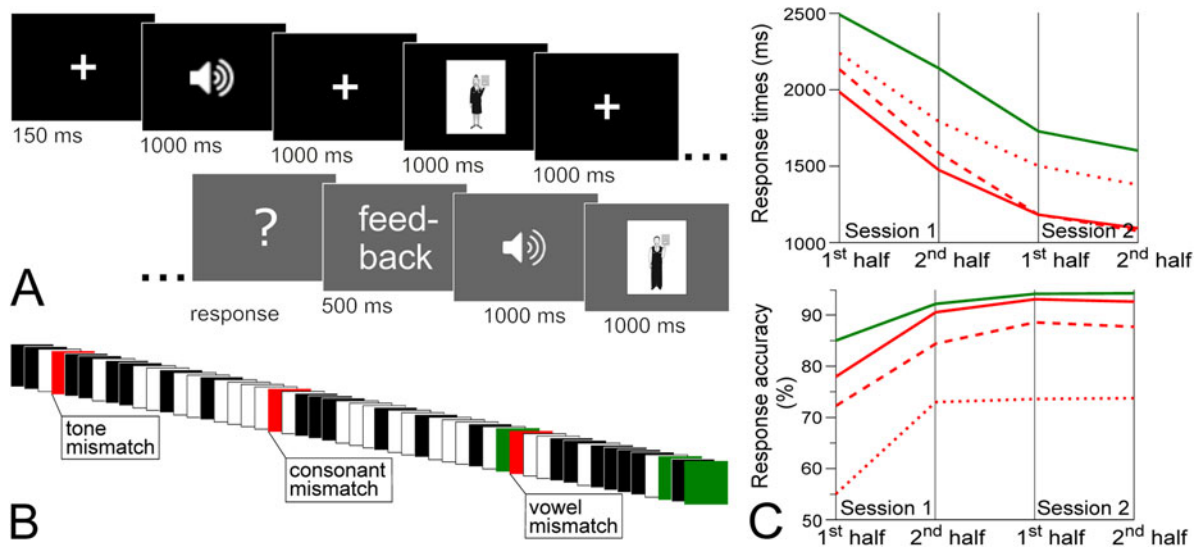 150 ms
1000 ms
1000 ms
1000 ms
1000 ms
...
...
?
feed-
back
response
500 ms
1000 ms
1000 ms
A
tone
mismatch
consonant
mismatch
vowel
mismatch
B
Response times (ms)
2500
2000
1500
1000
Session 1
Session 2
1st half
2nd half
1st half
2nd half
Response accuracy
(%)
90
80
70
60
50
Session 1
Session 2
1st half
2nd half
1st half
2nd half
C